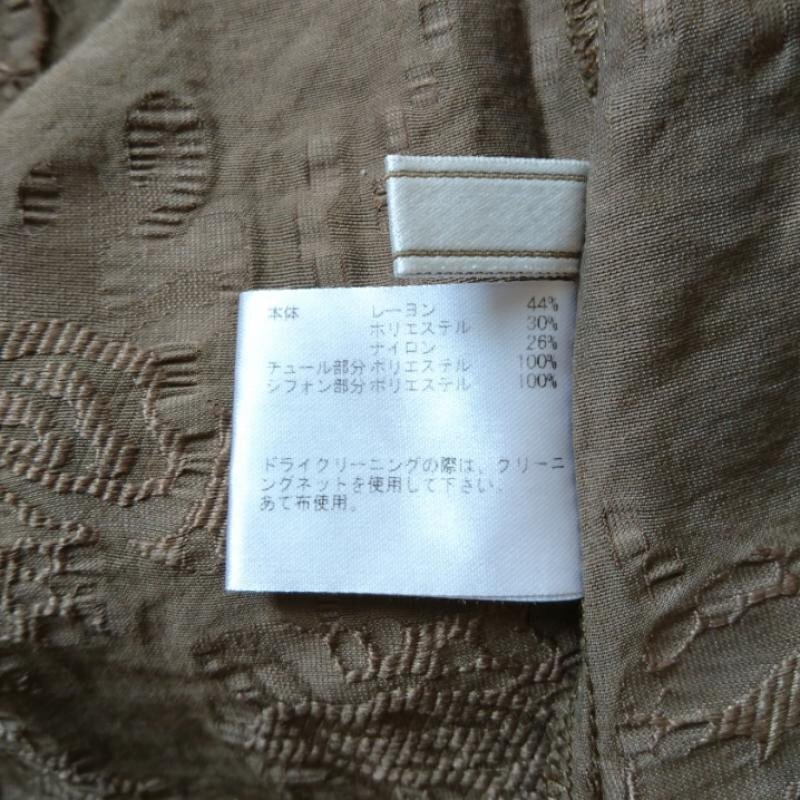 本体 レーヨン 44%
ポリエステル 30%
ナイロン 26%
チュール部分 ポリエステル 100%
シフォン部分 ポリエステル 100%
ドライクリーニングの際は、クリーニ
ングネットを使用して下さい。
あて布使用。